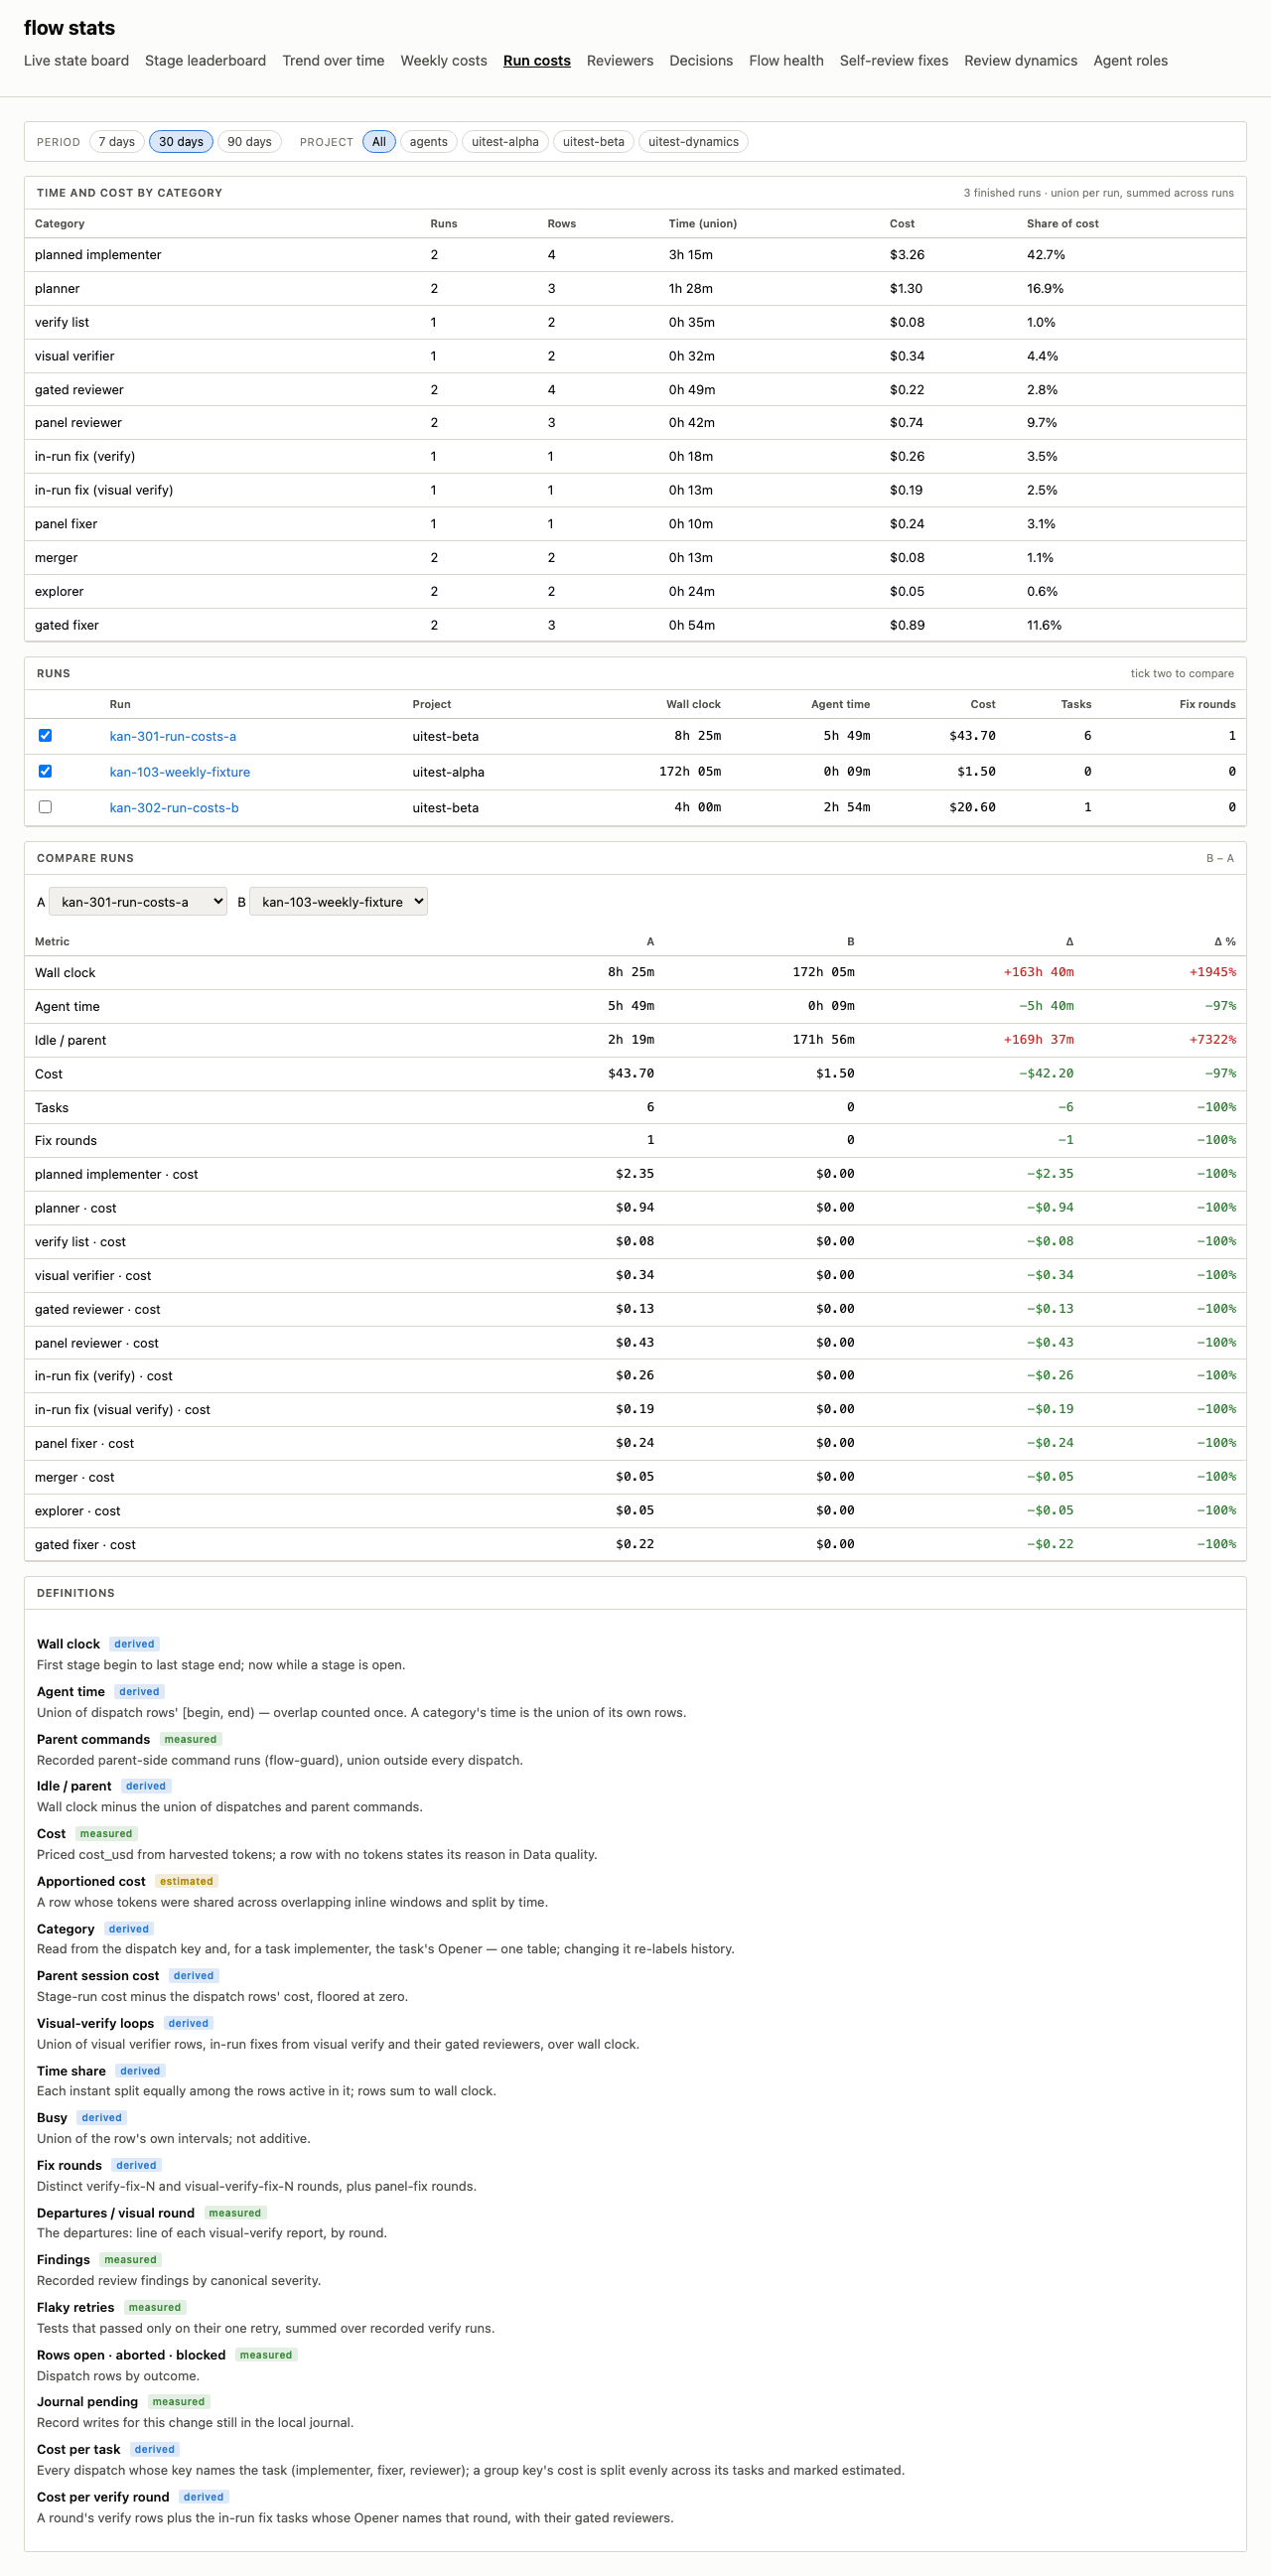 flow stats
Live state board Stage leaderboard Trend over time Weekly costs Run costs Reviewers Decisions Flow health Self-review fixes Review dynamics Agent roles
PERIOD 7 days 30 days 90 days PROJECT All agents uitest-alpha uitest-beta uitest-dynamics
TIME AND COST BY CATEGORY 3 finished runs · union per run, summed across runs
Category Runs Rows Time (union) Cost Share of cost
planned implementer 2 4 3h 15m $3.26 42.7%
planner 2 3 1h 28m $1.30 16.9%
verify list 1 2 0h 35m $0.08 1.0%
visual verifier 1 2 0h 32m $0.34 4.4%
gated reviewer 2 4 0h 49m $0.22 2.8%
panel reviewer 2 3 0h 42m $0.74 9.7%
in-run fix (verify) 1 1 0h 18m $0.26 3.5%
in-run fix (visual verify) 1 1 0h 13m $0.19 2.5%
panel fixer 1 1 0h 10m $0.24 3.1%
merger 2 2 0h 13m $0.08 1.1%
explorer 2 2 0h 24m $0.05 0.6%
gated fixer 2 3 0h 54m $0.89 11.6%
RUNS tick two to compare
Run Project Wall clock Agent time Cost Tasks Fix rounds
kan-301-run-costs-a uitest-beta 8h 25m 5h 49m $43.70 6 1
kan-103-weekly-fixture uitest-alpha 172h 05m 0h 09m $1.50 0 0
kan-302-run-costs-b uitest-beta 4h 00m 2h 54m $20.60 1 0
COMPARE RUNS B – A
A kan-301-run-costs-a B kan-103-weekly-fixture
Metric A B Δ Δ %
Wall clock 8h 25m 172h 05m +163h 40m +1945%
Agent time 5h 49m 0h 09m −5h 40m −97%
Idle / parent 2h 19m 171h 56m +169h 37m +7322%
Cost $43.70 $1.50 −$42.20 −97%
Tasks 6 0 −6 −100%
Fix rounds 1 0 −1 −100%
planned implementer · cost $2.35 $0.00 −$2.35 −100%
planner · cost $0.94 $0.00 −$0.94 −100%
verify list · cost $0.08 $0.00 −$0.08 −100%
visual verifier · cost $0.34 $0.00 −$0.34 −100%
gated reviewer · cost $0.13 $0.00 −$0.13 −100%
panel reviewer · cost $0.43 $0.00 −$0.43 −100%
in-run fix (verify) · cost $0.26 $0.00 −$0.26 −100%
in-run fix (visual verify) · cost $0.19 $0.00 −$0.19 −100%
panel fixer · cost $0.24 $0.00 −$0.24 −100%
merger · cost $0.05 $0.00 −$0.05 −100%
explorer · cost $0.05 $0.00 −$0.05 −100%
gated fixer · cost $0.22 $0.00 −$0.22 −100%
DEFINITIONS
Wall clock derived
First stage begin to last stage end; now while a stage is open.
Agent time derived
Union of dispatch rows' [begin, end) — overlap counted once. A category's time is the union of its own rows.
Parent commands measured
Recorded parent-side command runs (flow-guard), union outside every dispatch.
Idle / parent derived
Wall clock minus the union of dispatches and parent commands.
Cost measured
Priced cost_usd from harvested tokens; a row with no tokens states its reason in Data quality.
Apportioned cost estimated
A row whose tokens were shared across overlapping inline windows and split by time.
Category derived
Read from the dispatch key and, for a task implementer, the task's Opener — one table; changing it re-labels history.
Parent session cost derived
Stage-run cost minus the dispatch rows' cost, floored at zero.
Visual-verify loops derived
Union of visual verifier rows, in-run fixes from visual verify and their gated reviewers, over wall clock.
Time share derived
Each instant split equally among the rows active in it; rows sum to wall clock.
Busy derived
Union of the row's own intervals; not additive.
Fix rounds derived
Distinct verify-fix-N and visual-verify-fix-N rounds, plus panel-fix rounds.
Departures / visual round measured
The departures: line of each visual-verify report, by round.
Findings measured
Recorded review findings by canonical severity.
Flaky retries measured
Tests that passed only on their one retry, summed over recorded verify runs.
Rows open · aborted · blocked measured
Dispatch rows by outcome.
Journal pending measured
Record writes for this change still in the local journal.
Cost per task derived
Every dispatch whose key names the task (implementer, fixer, reviewer); a group key's cost is split evenly across its tasks and marked estimated.
Cost per verify round derived
A round's verify rows plus the in-run fix tasks whose Opener names that round, with their gated reviewers.